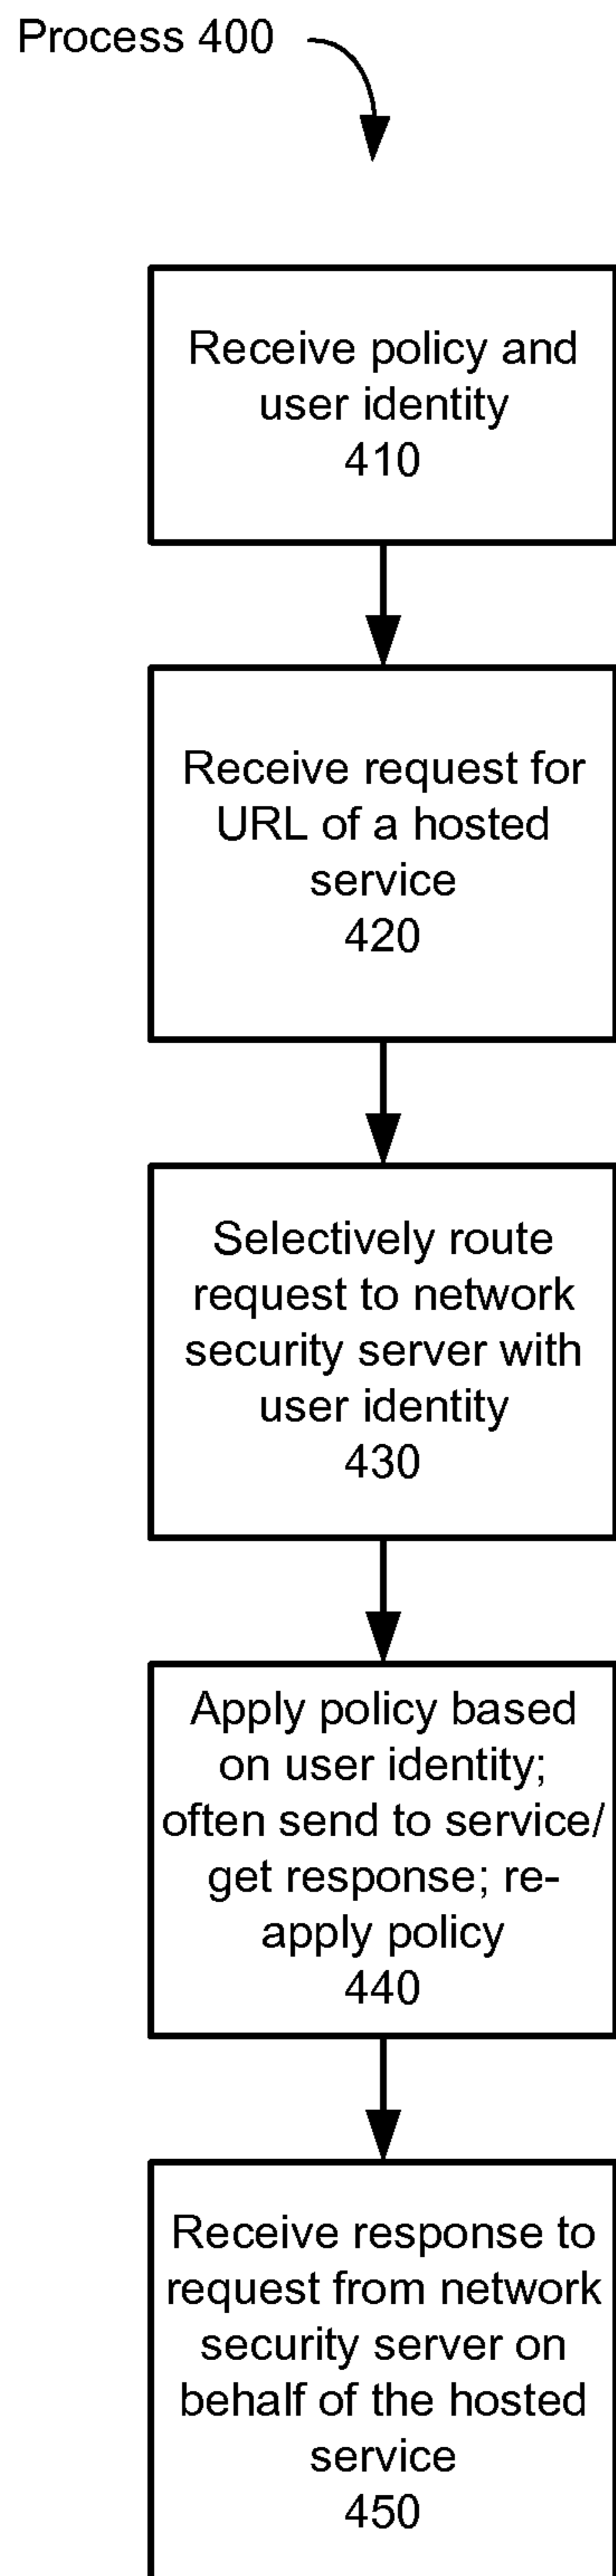 Process 400
Receive policy and
user identity
410
Receive request for
URL of a hosted
service
420
Selectively route
request to network
security server with
user identity
430
Apply policy based
on user identity;
often send to service/
get response; re-
apply policy
440
Receive response to
request from network
security server on
behalf of the hosted
service
450